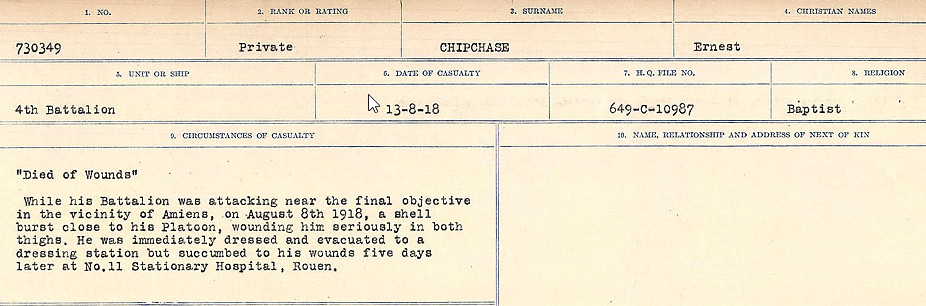 1. NO. 2. RANK OR RATING 3. SURNAME 4. CHRISTIAN NAMES
730349 Private CHIPCHASE Ernest
5. UNIT OR SHIP 6. DATE OF CASUALTY 7. H.Q. FILE NO. 8. RELIGION
4th Battalion 13-8-18 649-C-10987 Baptist
9. CIRCUMSTANCES OF CASUALTY 10. NAME, RELATIONSHIP AND ADDRESS OF NEXT OF KIN
"Died of Wounds"
While his Battalion was attacking near the final objective
in the vicinity of Amiens, on August 8th 1918, a shell
burst close to his Platoon, wounding him seriously in both
thighs. He was immediately dressed and evacuated to a
dressing station but succumbed to his wounds five days
later at No.11 Stationary Hospital, Rouen.